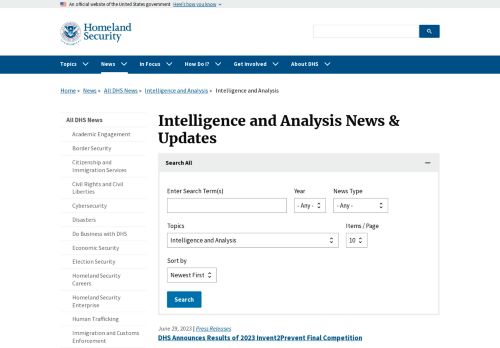 An official website of the United States government Here's how you know
Homeland
Security
Topics News In Focus How Do I? Get Involved About DHS
Home » News » All DHS News » Intelligence and Analysis » Intelligence and Analysis
All DHS News
Academic Engagement
Border Security
Citizenship and
Immigration Services
Civil Rights and Civil
Liberties
Cybersecurity
Disasters
Do Business with DHS
Economic Security
Election Security
Homeland Security
Careers
Homeland Security
Enterprise
Human Trafficking
Immigration and Customs
Enforcement
Intelligence and Analysis News &
Updates
Search All
Enter Search Term(s) Year News Type
- Any - - Any -
Topics Items / Page
Intelligence and Analysis 10
Sort by
Newest First
Search
June 29, 2023 | Press Releases
DHS Announces Results of 2023 Invent2Prevent Final Competition